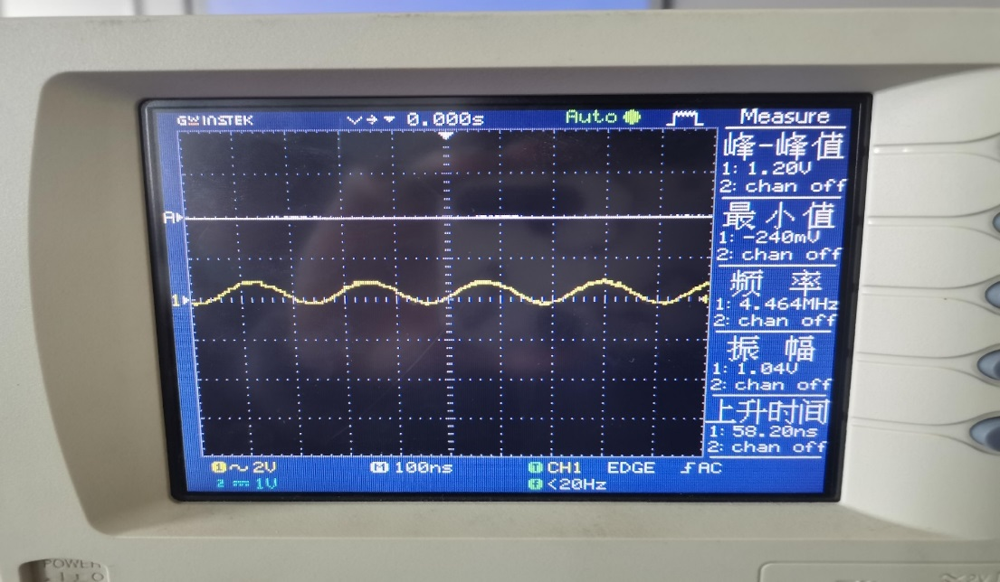 GW INSTEK 0.000s Auto Measure
峰-峰值
1: 1.20V
2: chan off
A
最小值
1: -240mV
2: chan off
频率
1
1: 4.464MHz
2: chan off
振幅
1: 1.04V
2: chan off
上升时间
1: 58.20ns
2: chan off
1 2V M 100ns T CH1 EDGE AC
2 1V <20Hz
POWER